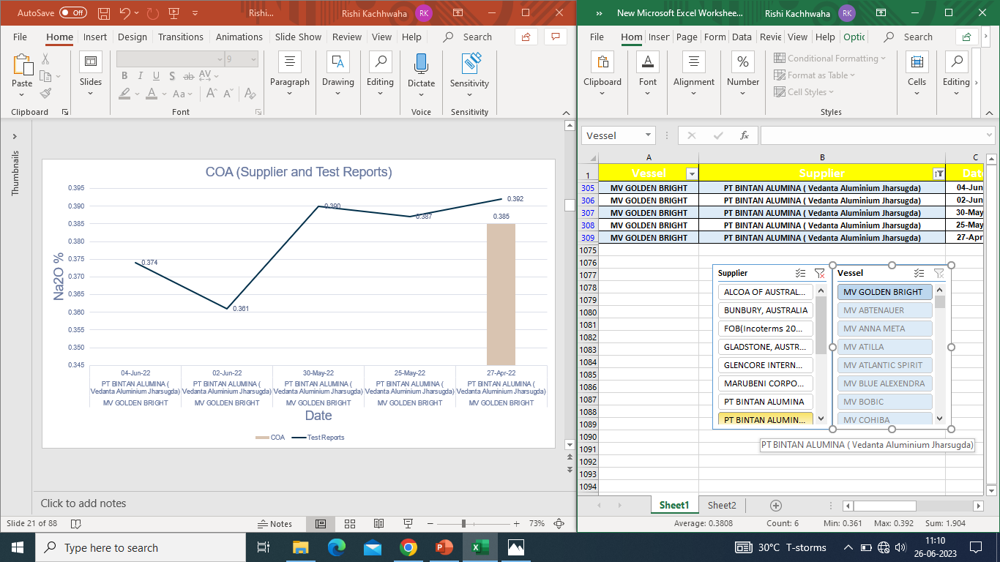 AutoSave Off Rishi... Rishi Kachhwaha RK
File Home Insert Design Transitions Animations Slide Show Review View Help Search
Paste Slides 9 Paragraph Drawing Editing Dictate Sensitivity
B I U S ab AV
A Aa A A A
Clipboard Font Voice Sensitivity
Thumbnails
COA (Supplier and Test Reports)
0.395
0.390
0.385
0.380
0.375
0.370
0.365
0.360
0.355
0.350
0.345
Na2O %
0.374
0.361
0.390
0.387
0.392
0.385
04-Jun-22 02-Jun-22 30-May-22 25-May-22 27-Apr-22
PT BINTAN ALUMINA ( PT BINTAN ALUMINA ( PT BINTAN ALUMINA ( PT BINTAN ALUMINA ( PT BINTAN ALUMINA (
Vedanta Aluminium Jharsugda) Vedanta Aluminium Jharsugda) Vedanta Aluminium Jharsugda) Vedanta Aluminium Jharsugda) Vedanta Aluminium Jharsugda)
MV GOLDEN BRIGHT MV GOLDEN BRIGHT MV GOLDEN BRIGHT MV GOLDEN BRIGHT MV GOLDEN BRIGHT
Date
COA Test Reports
Click to add notes
Slide 21 of 88 Notes 73%
» New Microsoft Excel Workshee... Rishi Kachhwaha RK
File Hom Inser Page Form Data Revie View Help Optic Search
Clipboard Font Alignment Number Conditional Formatting Format as Table Cell Styles Cells Editing
Styles
Vessel fx
A B C
1 Vessel Supplier Dat
305 MV GOLDEN BRIGHT PT BINTAN ALUMINA ( Vedanta Aluminium Jharsugda) 04-Jun
306 MV GOLDEN BRIGHT PT BINTAN ALUMINA ( Vedanta Aluminium Jharsugda) 02-Jun
307 MV GOLDEN BRIGHT PT BINTAN ALUMINA ( Vedanta Aluminium Jharsugda) 30-May
308 MV GOLDEN BRIGHT PT BINTAN ALUMINA ( Vedanta Aluminium Jharsugda) 25-May
309 MV GOLDEN BRIGHT PT BINTAN ALUMINA ( Vedanta Aluminium Jharsugda) 27-Apr
1075
1076
1077
1078
1079
1080
1081
1082
1083
1084
1085
1086
1087
1088
1089
1090
1091
1092
1093
1094
Supplier
ALCOA OF AUSTRAL...
BUNBURY, AUSTRALIA
FOB(Incoterms 20...
GLADSTONE, AUSTR...
GLENCORE INTERN...
MARUBENI CORPO...
PT BINTAN ALUMINA
PT BINTAN ALUMIN...
Vessel
MV GOLDEN BRIGHT
MV ABTENAUER
MV ANNA META
MV ATILLA
MV ATLANTIC SPIRIT
MV BLUE ALEXENDRA
MV BOBIC
MV COHIBA
PT BINTAN ALUMINA ( Vedanta Aluminium Jharsugda)
Sheet1 Sheet2
Average: 0.3808 Count: 6 Min: 0.361 Max: 0.392 Sum: 1.904
Type here to search
30°C T-storms
11:10
26-06-2023